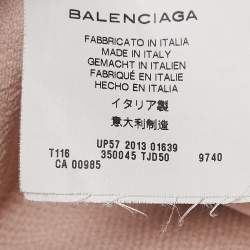 BALENCIAGA
FABBRICATO IN ITALIA
MADE IN ITALY
GEMACHT IN ITALIEN
FABRIQUÉ EN ITALIE
HECHO EN ITALIA
イタリア製
意大利制造
UP57 2013 01639
T116 350045 TJD50 9740
CA 00985